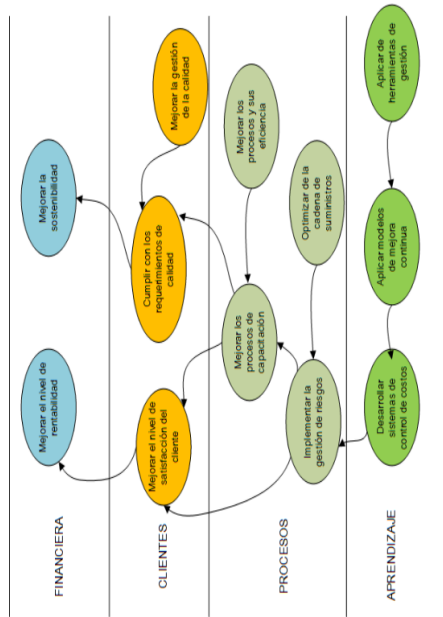 FINANCIERA
Mejorar el nivel de
rentabilidad
Mejorar la
sostenibilidad
CLIENTES
Mejorar el nivel de
satisfacción del
cliente
Cumplir con los
requerimientos de
calidad
Mejorar la gestión
de la calidad
PROCESOS
Implementar la
gestión de riesgos
Mejorar los
procesos de
capacitación
Optimizar de la
cadena de
suministros
Mejorar los
procesos y sus
eficiencia
APRENDIZAJE
Desarrollar
sistemas de
control de costos
Aplicar modelos
de mejora
continua
Aplicar de
herramientas de
gestión